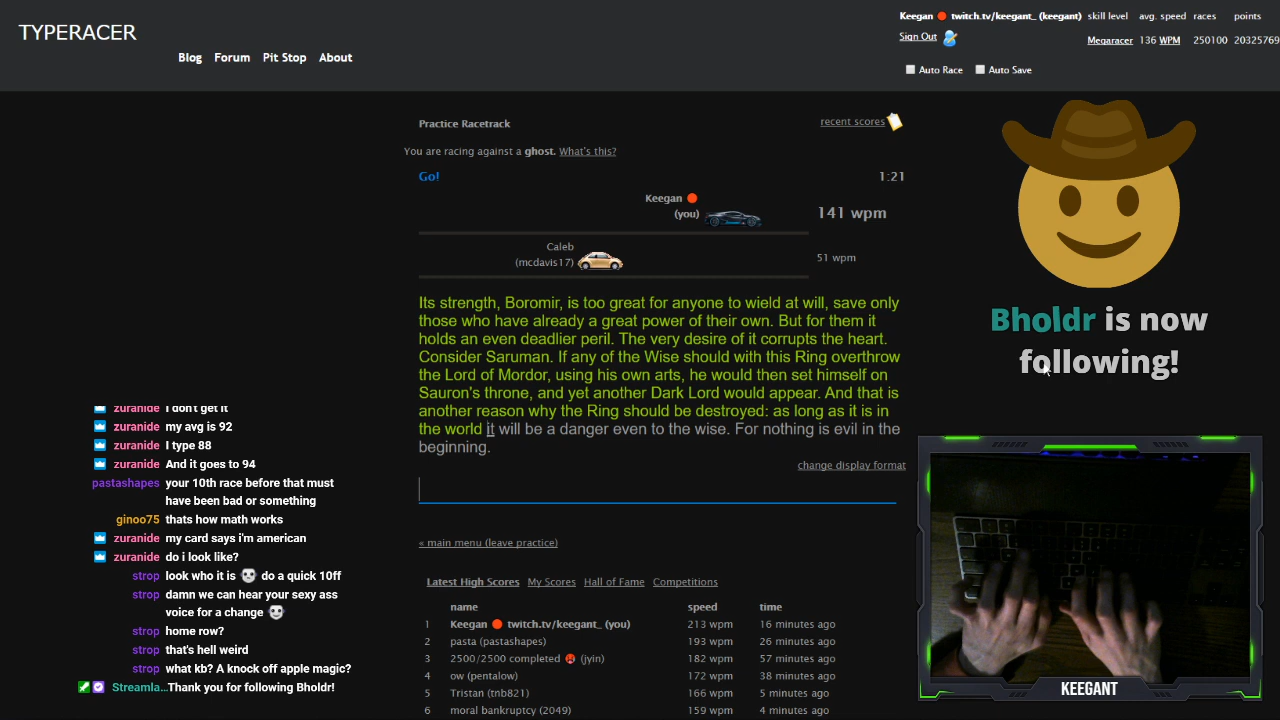 TYPERACER
Blog Forum Pit Stop About
Keegan twitch.tv/keegant_ (keegant) skill level avg. speed races points
Sign Out Megaracer 136 WPM 250100 20325769
Auto Race Auto Save
Practice Racetrack
recent scores
You are racing against a ghost. What's this?
Go!
1:21
Keegan
(you)
141 wpm
Caleb
(mcdavis17)
51 wpm
Its strength, Boromir, is too great for anyone to wield at will, save only
those who have already a great power of their own. But for them it
holds an even deadlier peril. The very desire of it corrupts the heart.
Consider Saruman. If any of the Wise should with this Ring overthrow
the Lord of Mordor, using his own arts, he would then set himself on
Sauron's throne, and yet another Dark Lord would appear. And that is
another reason why the Ring should be destroyed: as long as it is in
the world it will be a danger even to the wise. For nothing is evil in the
beginning.
change display format
« main menu (leave practice)
Latest High Scores My Scores Hall of Fame Competitions
name speed time
1 Keegan twitch.tv/keegant_ (you) 213 wpm 16 minutes ago
2 pasta (pastashapes) 193 wpm 26 minutes ago
3 2500/2500 completed (jyin) 182 wpm 57 minutes ago
4 ow (pentalow) 172 wpm 38 minutes ago
5 Tristan (tnb821) 166 wpm 5 minutes ago
6 moral bankruptcy (2049) 159 wpm 4 minutes ago
Bholdr is now
following!
zuranide I don't get it
zuranide my avg is 92
zuranide I type 88
zuranide And it goes to 94
pastashapes your 10th race before that must
have been bad or something
ginoo75 thats how math works
zuranide my card says i'm american
zuranide do i look like?
strop look who it is do a quick 10ff
strop damn we can hear your sexy ass
voice for a change
strop home row?
strop that's hell weird
strop what kb? A knock off apple magic?
Streamla... Thank you for following Bholdr!
KEEGANT